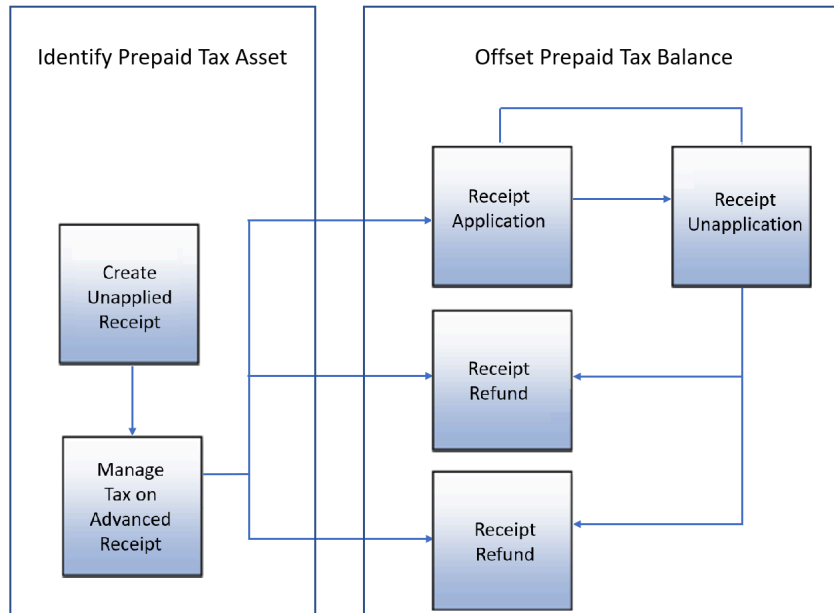 Identify Prepaid Tax Asset
Offset Prepaid Tax Balance
Create
Unapplied
Receipt
Manage
Tax on
Advanced
Receipt
Receipt
Application
Receipt
Unapplication
Receipt
Refund
Receipt
Refund